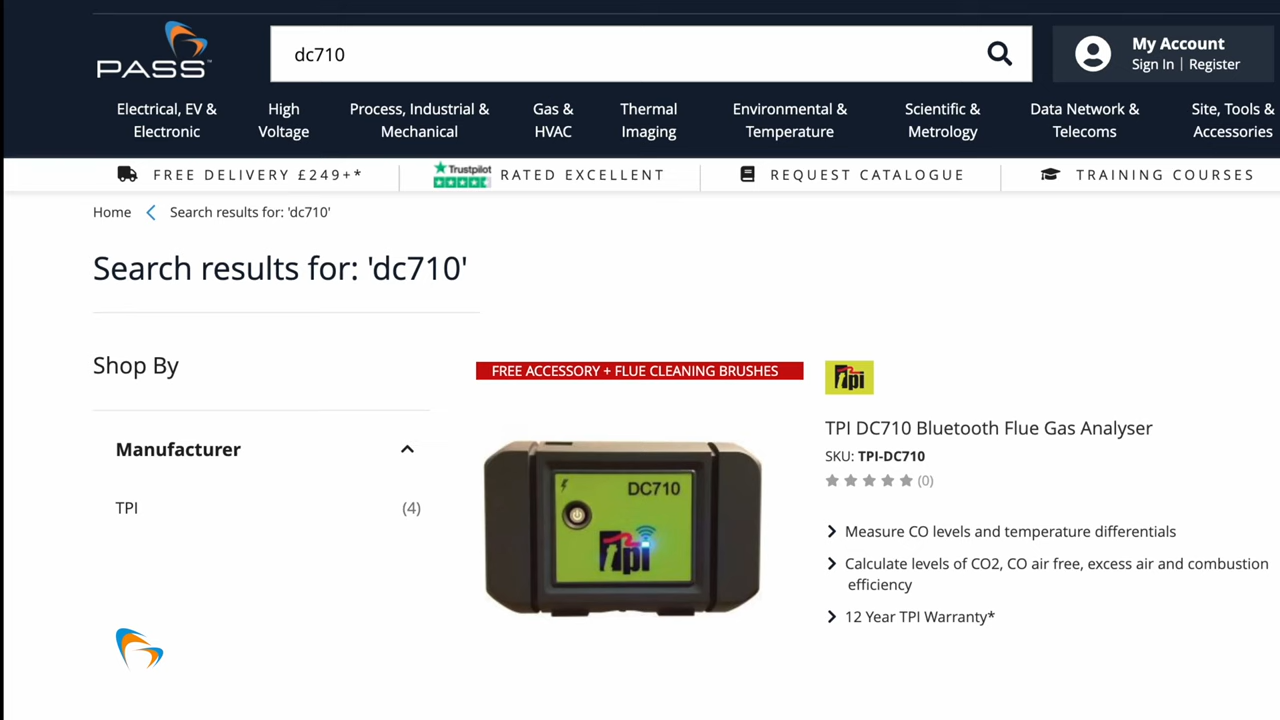 PASS
dc710
My Account
Sign In | Register
Electrical, EV & Electronic
High Voltage
Process, Industrial & Mechanical
Gas & HVAC
Thermal Imaging
Environmental & Temperature
Scientific & Metrology
Data Network & Telecoms
Site, Tools & Accessories
FREE DELIVERY £249+*
Trustpilot RATED EXCELLENT
REQUEST CATALOGUE
TRAINING COURSES
Home
Search results for: 'dc710'
Search results for: 'dc710'
Shop By
Manufacturer
TPI (4)
FREE ACCESSORY + FLUE CLEANING BRUSHES
DC710
tpi
tpi
TPI DC710 Bluetooth Flue Gas Analyser
SKU: TPI-DC710
(0)
Measure CO levels and temperature differentials
Calculate levels of CO2, CO air free, excess air and combustion
efficiency
12 Year TPI Warranty*